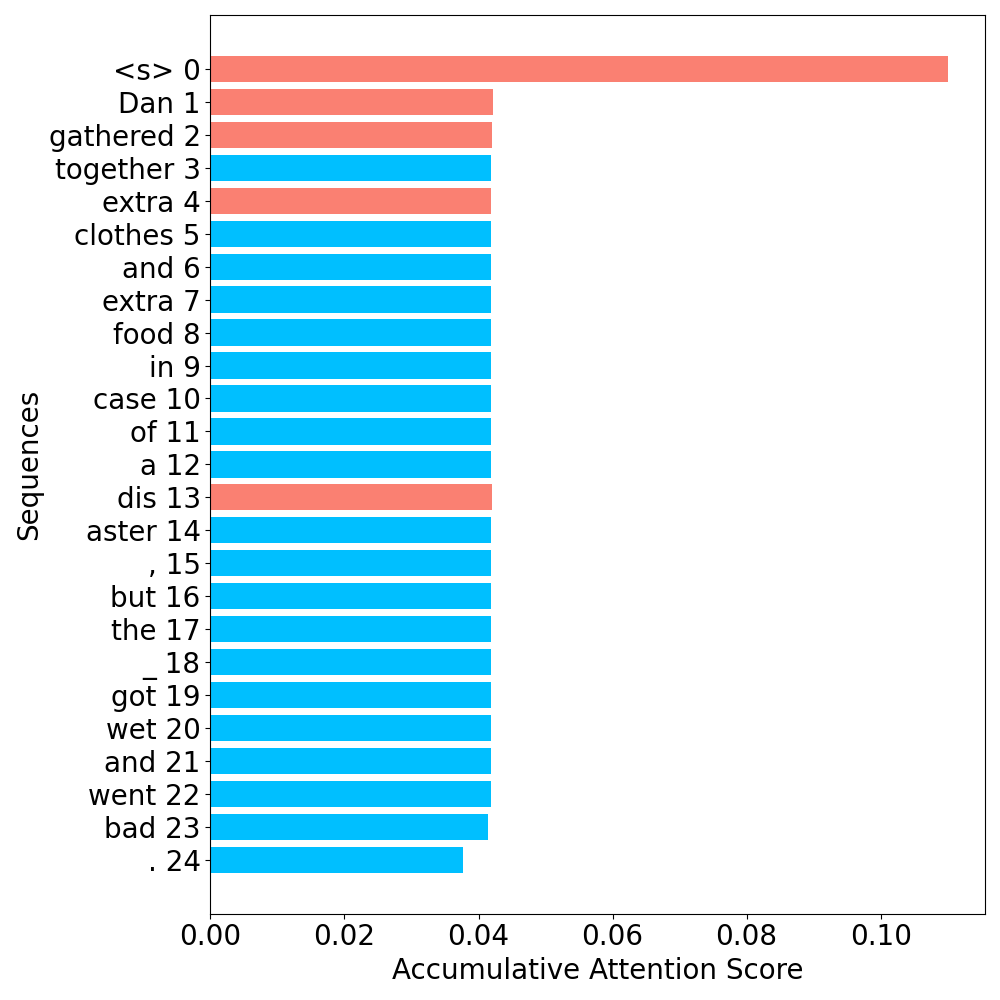 <s> 0
Dan 1
gathered 2
together 3
extra 4
clothes 5
and 6
extra 7
food 8
in 9
case 10
of 11
a 12
dis 13
aster 14
, 15
but 16
the 17
_ 18
got 19
wet 20
and 21
went 22
bad 23
. 24
Sequences
0.00 0.02 0.04 0.06 0.08 0.10
Accumulative Attention Score